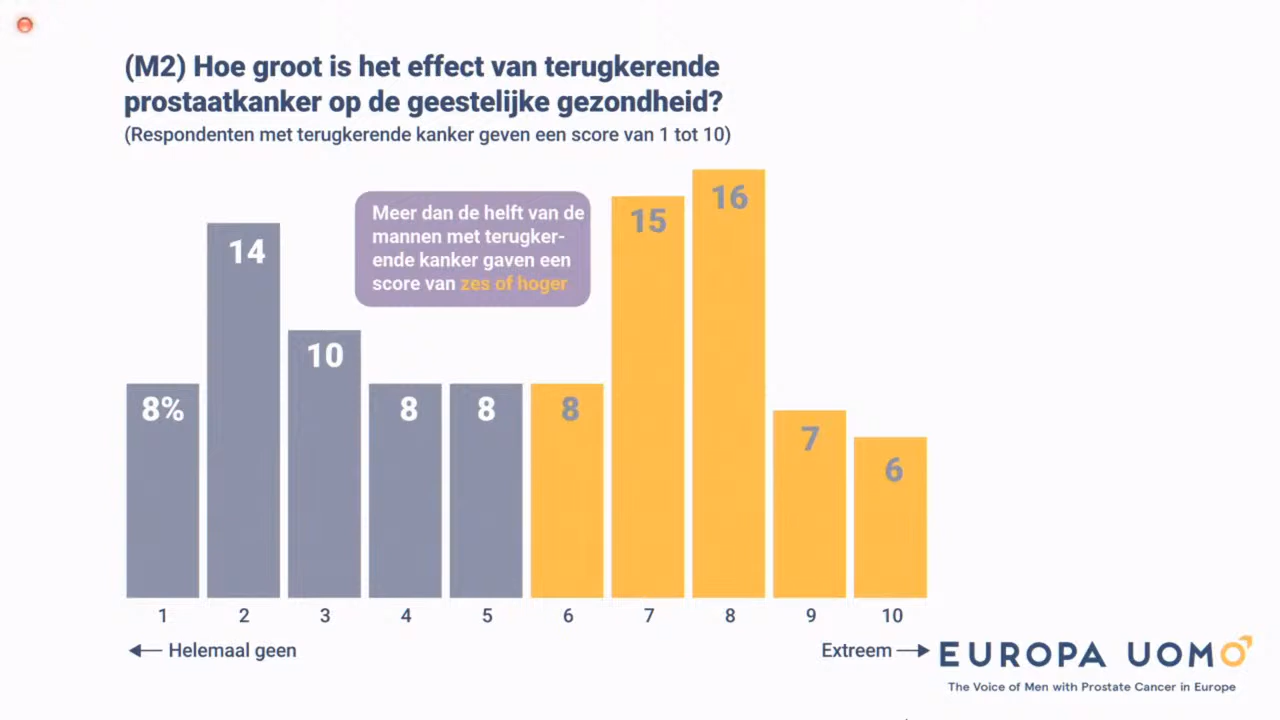 (M2) Hoe groot is het effect van terugkerende
prostaatkanker op de geestelijke gezondheid?
(Respondenten met terugkerende kanker geven een score van 1 tot 10)
Meer dan de helft van de
mannen met terugker-
ende kanker gaven een
score van zes of hoger
8%
14
10
8
8
8
15
16
7
6
1 2 3 4 5 6 7 8 9 10
← Helemaal geen
Extreem →
EUROPA UOMO
The Voice of Men with Prostate Cancer in Europe